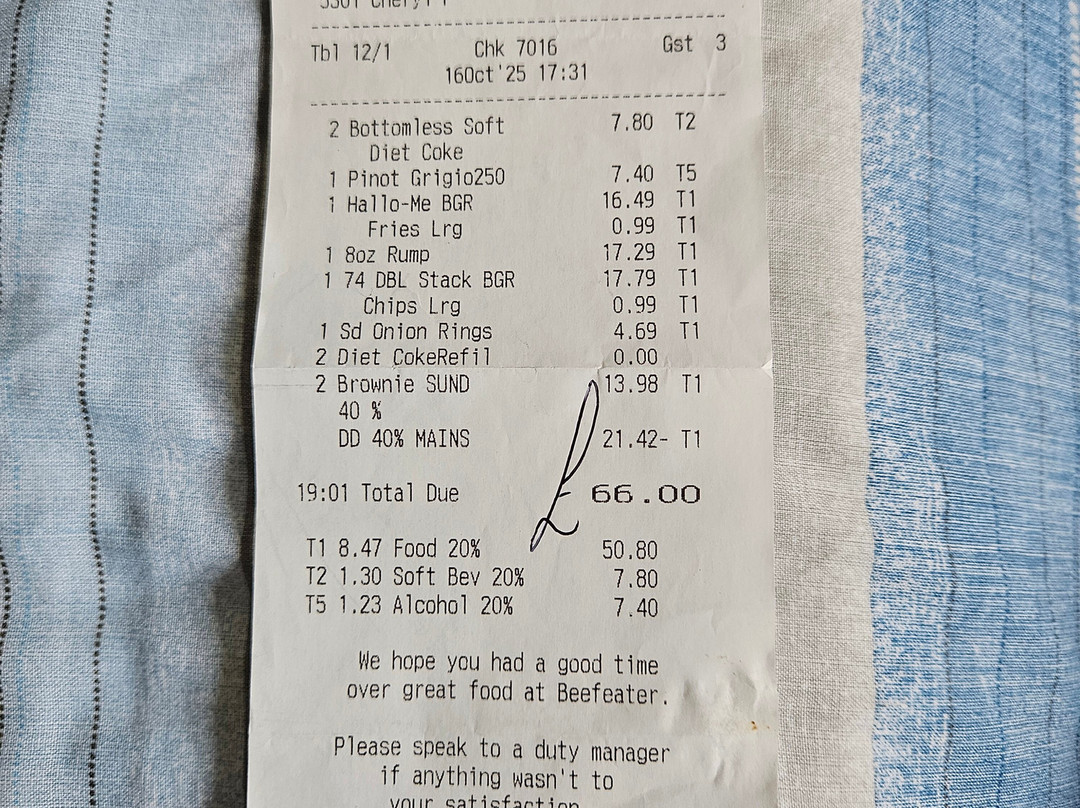 Tbl 12/1 Chk 7016 Gst 3
16Oct'25 17:31
2 Bottomless Soft 7.80 T2
Diet Coke
1 Pinot Grigio250 7.40 T5
1 Hallo-Me BGR 16.49 T1
Fries Lrg 0.99 T1
1 8oz Rump 17.29 T1
1 74 DBL Stack BGR 17.79 T1
Chips Lrg 0.99 T1
1 Sd Onion Rings 4.69 T1
2 Diet CokeRefil 0.00
2 Brownie SUND 13.98 T1
40 %
DD 40% MAINS 21.42- T1
19:01 Total Due £ 66.00
T1 8.47 Food 20% 50.80
T2 1.30 Soft Bev 20% 7.80
T5 1.23 Alcohol 20% 7.40
We hope you had a good time
over great food at Beefeater.
Please speak to a duty manager
if anything wasn't to
your satisfaction